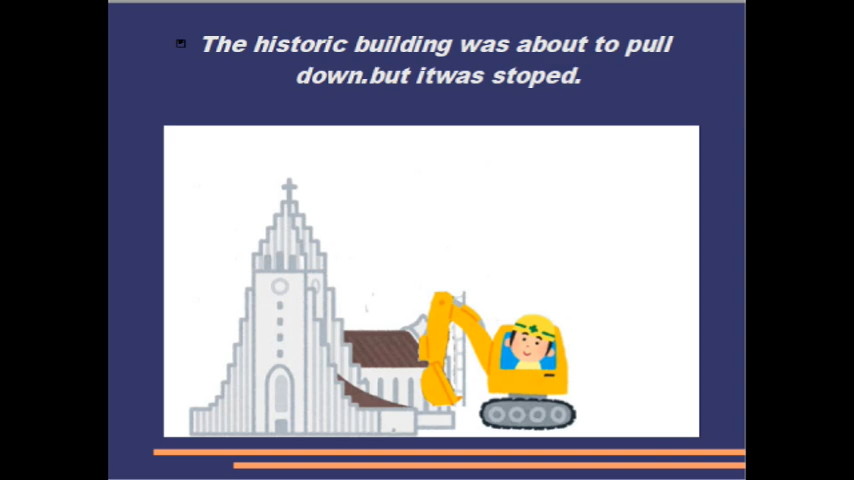 The historic building was about to pull
down.but itwas stoped.